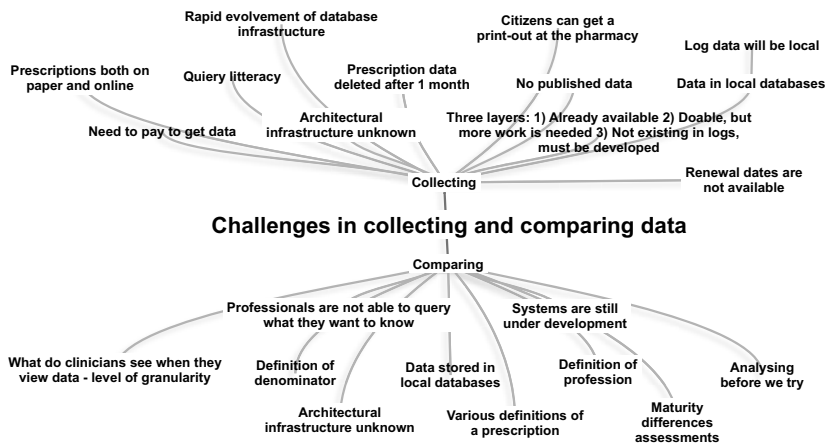 Rapid evolvement of database
infrastructure
Citizens can get a
print-out at the pharmacy
Log data will be local
Prescriptions both on
paper and online
Quiery litteracy
Prescription data
deleted after 1 month
No published data
Data in local databases
Need to pay to get data
Architectural
infrastructure unknown
Three layers: 1) Already available 2) Doable, but
more work is needed 3) Not existing in logs,
must be developed
Collecting
Renewal dates are
not available
Challenges in collecting and comparing data
Comparing
Professionals are not able to query
what they want to know
Systems are still
under development
What do clinicians see when they
view data - level of granularity
Definition of
denominator
Data stored in
local databases
Definition of
profession
Analysing
before we try
Architectural
infrastructure unknown
Various definitions of
a prescription
Maturity
differences
assessments